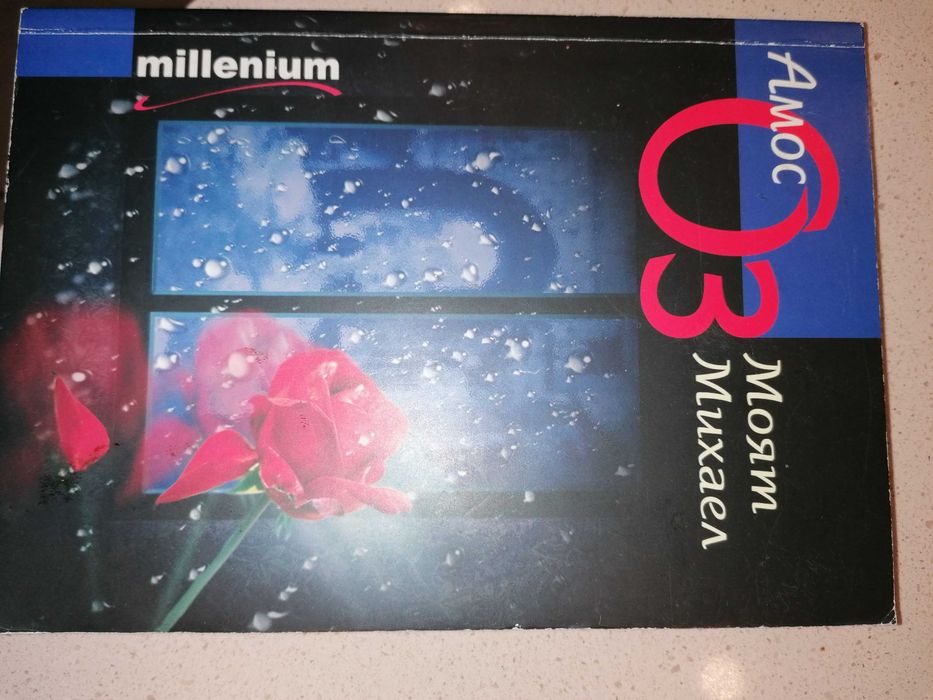 Амос
Оз
Моят
Михаел
millenium